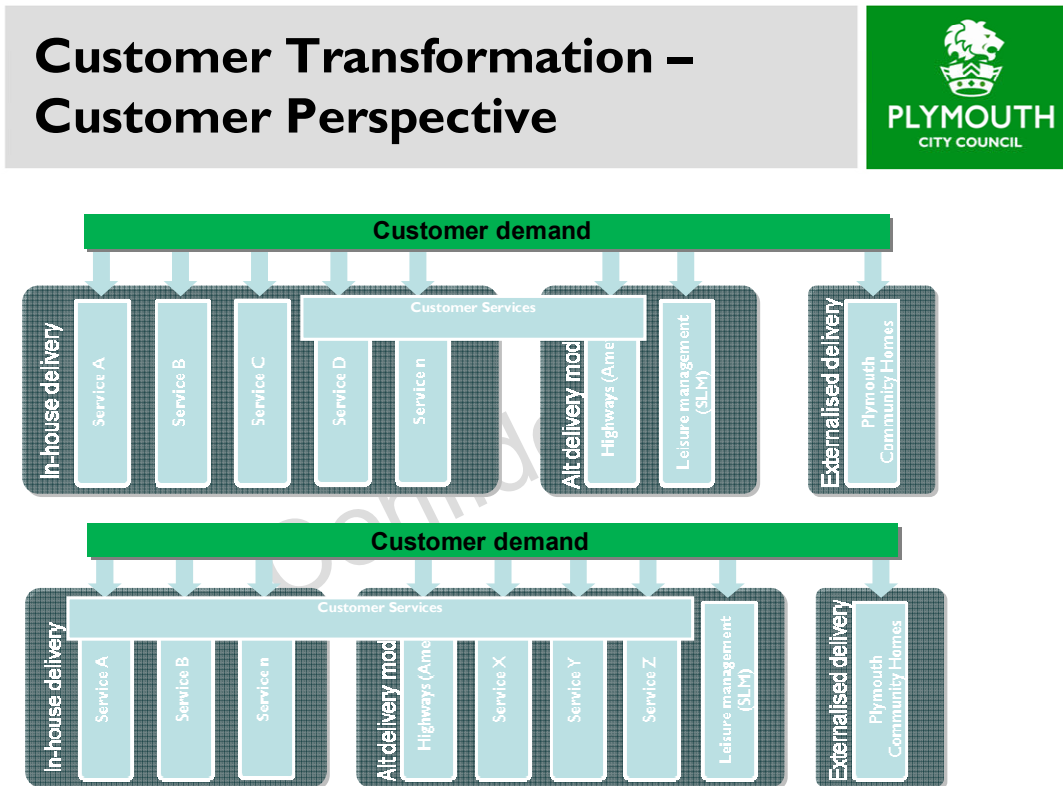 Customer Transformation –
Customer Perspective
PLYMOUTH
CITY COUNCIL
Customer demand
Customer Services
In-house delivery
Service A
Service B
Service C
Service D
Service n
Alt delivery mod
Highways (Ame
Leisure management
(SLM)
Externalised delivery
Plymouth
Community Homes
Customer demand
Customer Services
In-house delivery
Service A
Service B
Service n
Alt delivery mod
Highways (Ame
Service X
Service Y
Service Z
Leisure management
(SLM)
Externalised delivery
Plymouth
Community Homes